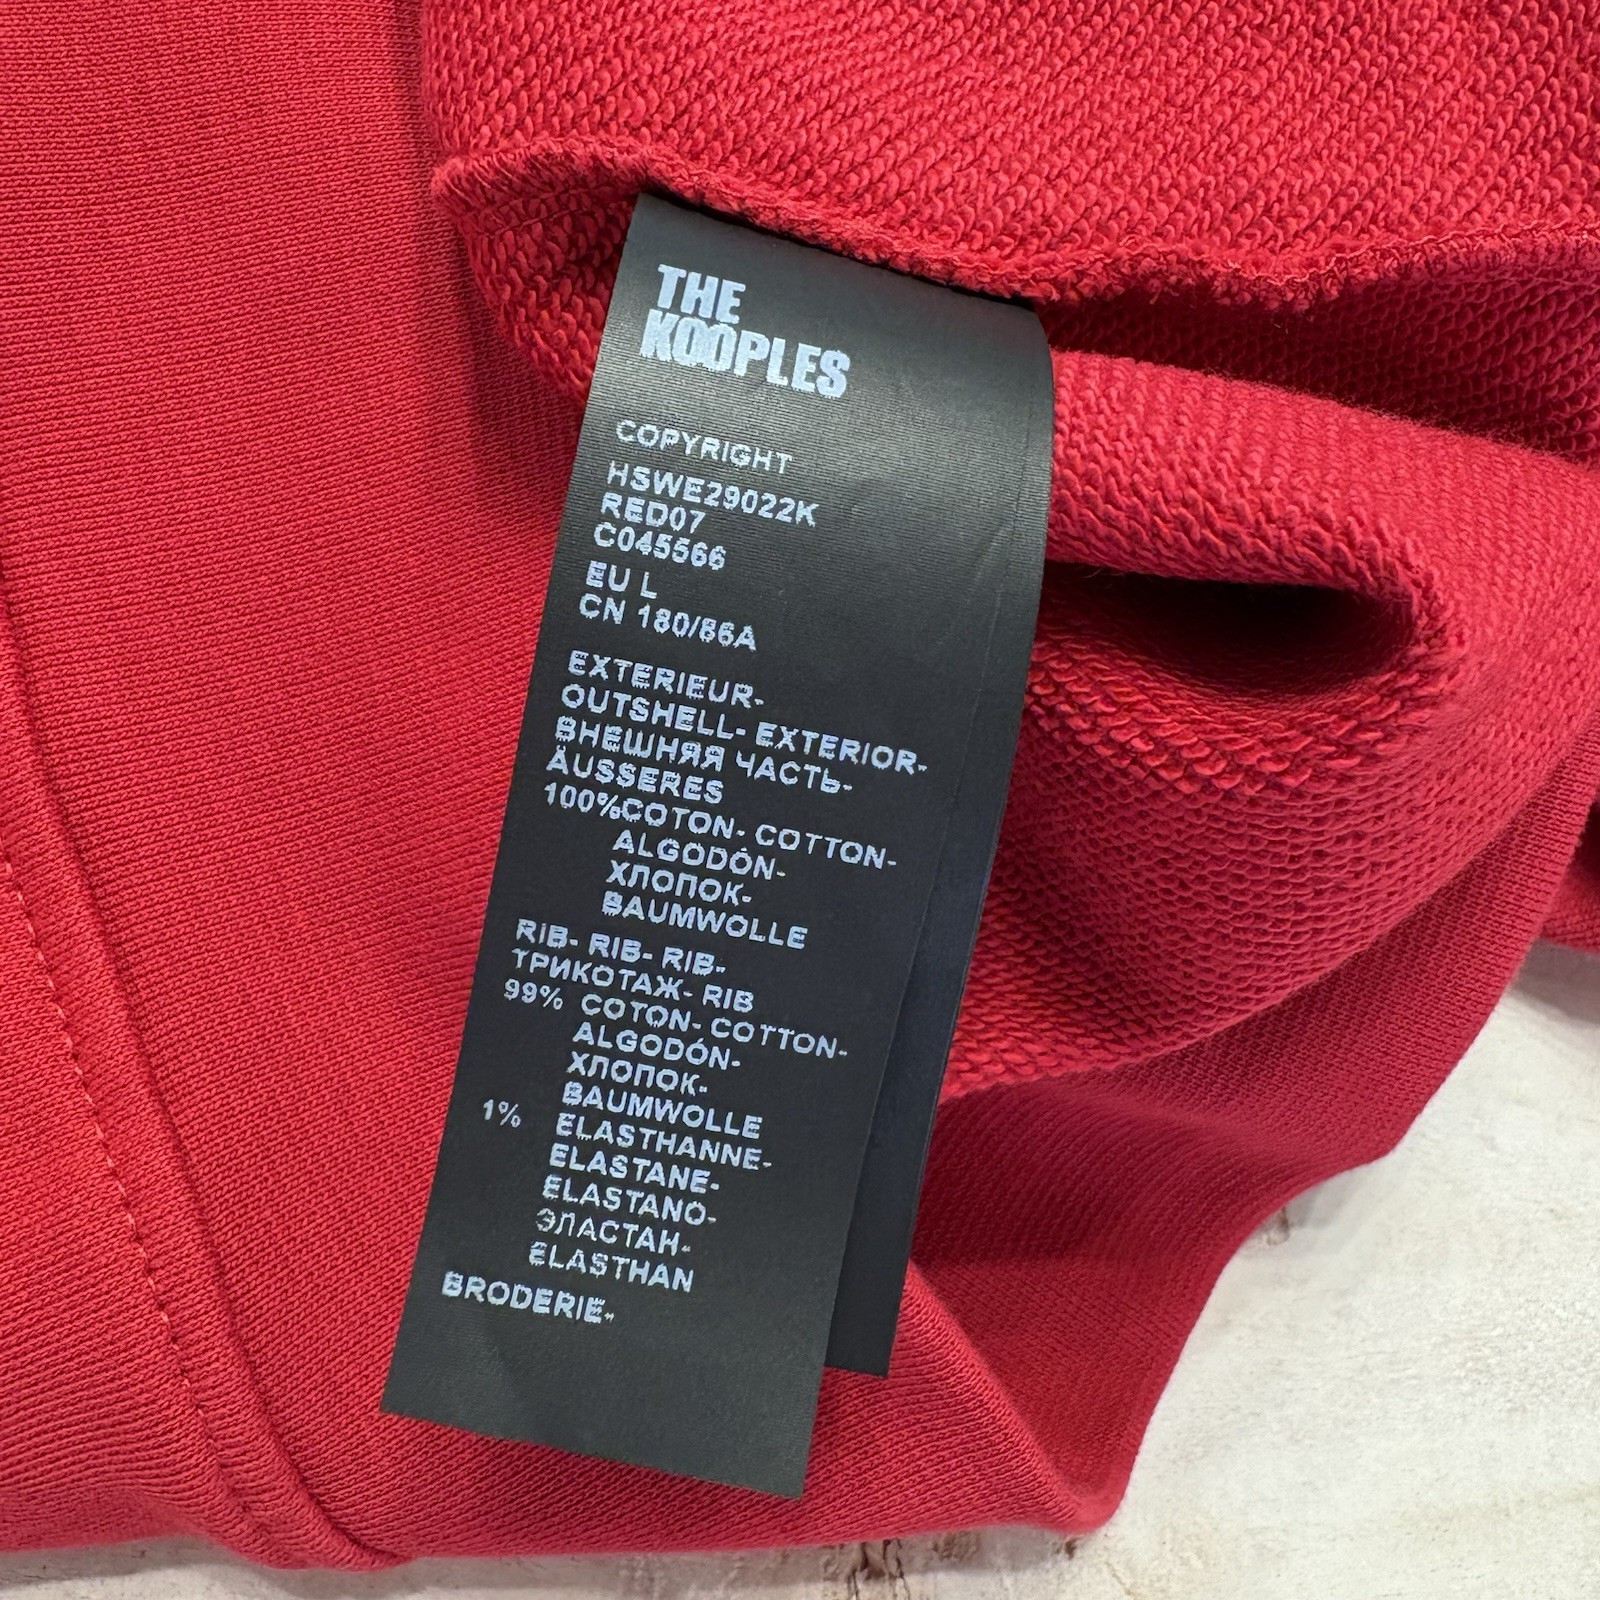 THE
KOOPLES
COPYRIGHT
HSWE29022K
RED07
C045566
EU L
CN 180/86A
EXTERIEUR-
OUTSHELL- EXTERIOR-
ВНЕШНЯЯ ЧАСТЬ-
ÄUSSERES
100%COTON- COTTON-
ALGODÓN-
ХЛОПОК-
BAUMWOLLE
RIB- RIB- RIB-
ТРИКОТАЖ- RIB
99% COTON- COTTON-
ALGODÓN-
ХЛОПОК-
BAUMWOLLE
1% ELASTHANNE-
ELASTANE-
ELASTANO-
ЭЛАСТАН-
ELASTHAN
BRODERIE-